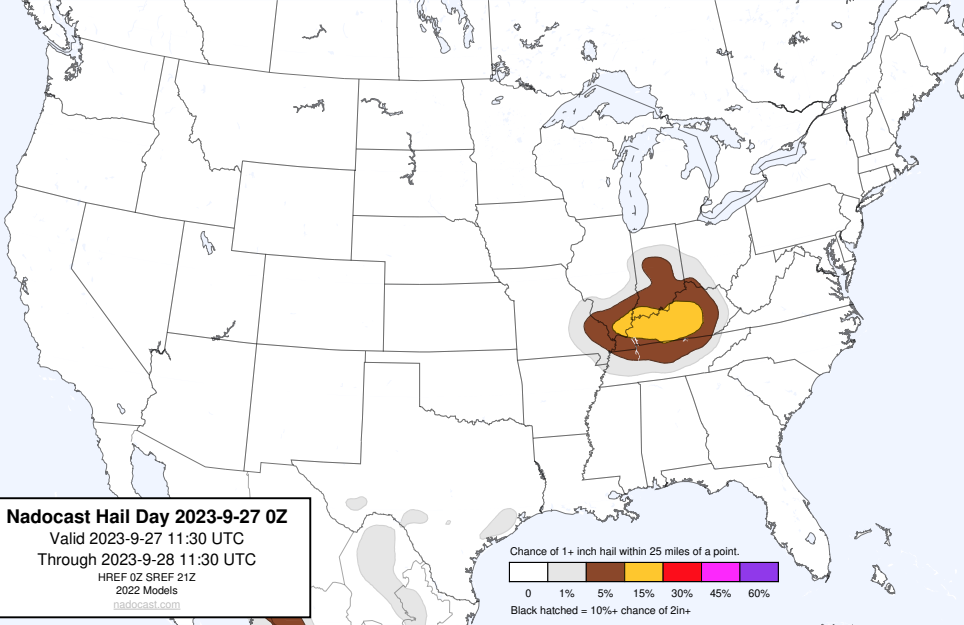 Nadocast Hail Day 2023-9-27 0Z
Valid 2023-9-27 11:30 UTC
Through 2023-9-28 11:30 UTC
HREF 0Z SREF 21Z
2022 Models
nadocast.com
Chance of 1+ inch hail within 25 miles of a point.
0 1% 5% 15% 30% 45% 60%
Black hatched = 10%+ chance of 2in+